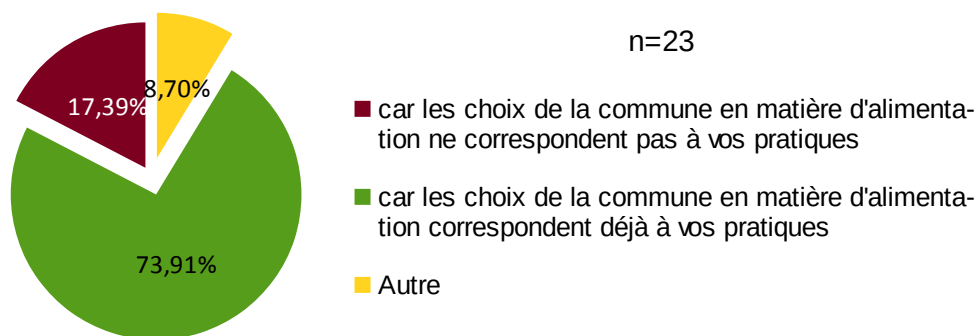 n=23
17,39%
8,70%
73,91%
car les choix de la commune en matière d'alimenta-
tion ne correspondent pas à vos pratiques
car les choix de la commune en matière d'alimenta-
tion correspondent déjà à vos pratiques
Autre